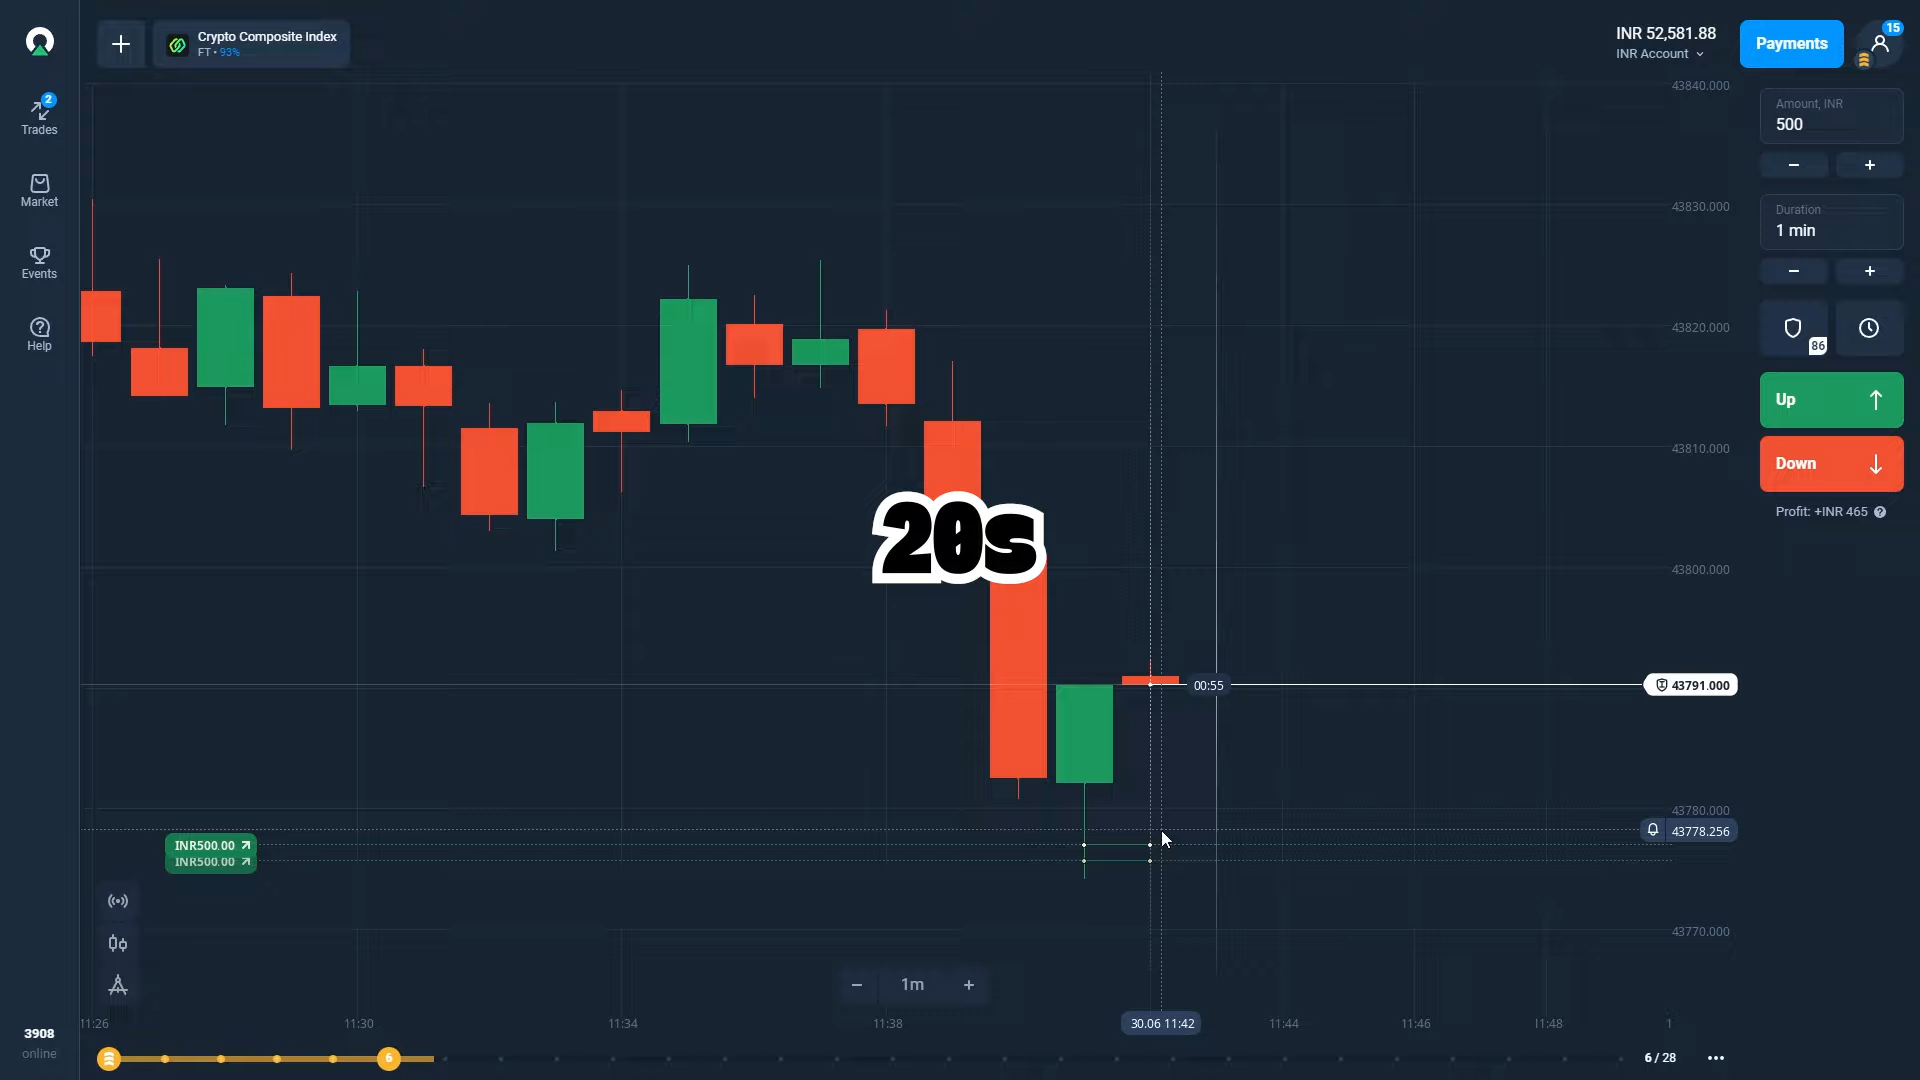 Crypto Composite Index
FT • 93%
INR 52,581.88
INR Account
Payments
15
2
Trades
Market
Events
Help
43840.000
43830.000
43820.000
43810.000
43800.000
43791.000
43780.000
43778.256
43770.000
Amount, INR
500
− +
Duration
1 min
− +
86
Up
Down
Profit: +INR 465
20s
00:55
INR500.00
INR500.00
− 1m +
11:26
11:30
11:34
11:38
30.06 11:42
11:44
11:46
11:48
1
3908
online
6
6 / 28